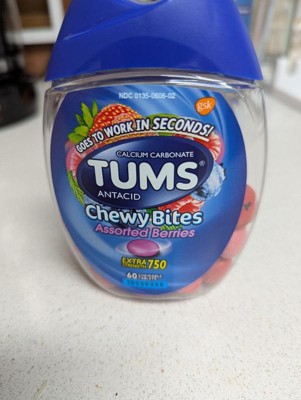 NDC 0135-0606-02
gsk
GOES TO WORK IN SECONDS!
CALCIUM CARBONATE
TUMS®
ANTACID
Chewy Bites
Assorted Berries
EXTRA
STRENGTH 750
60